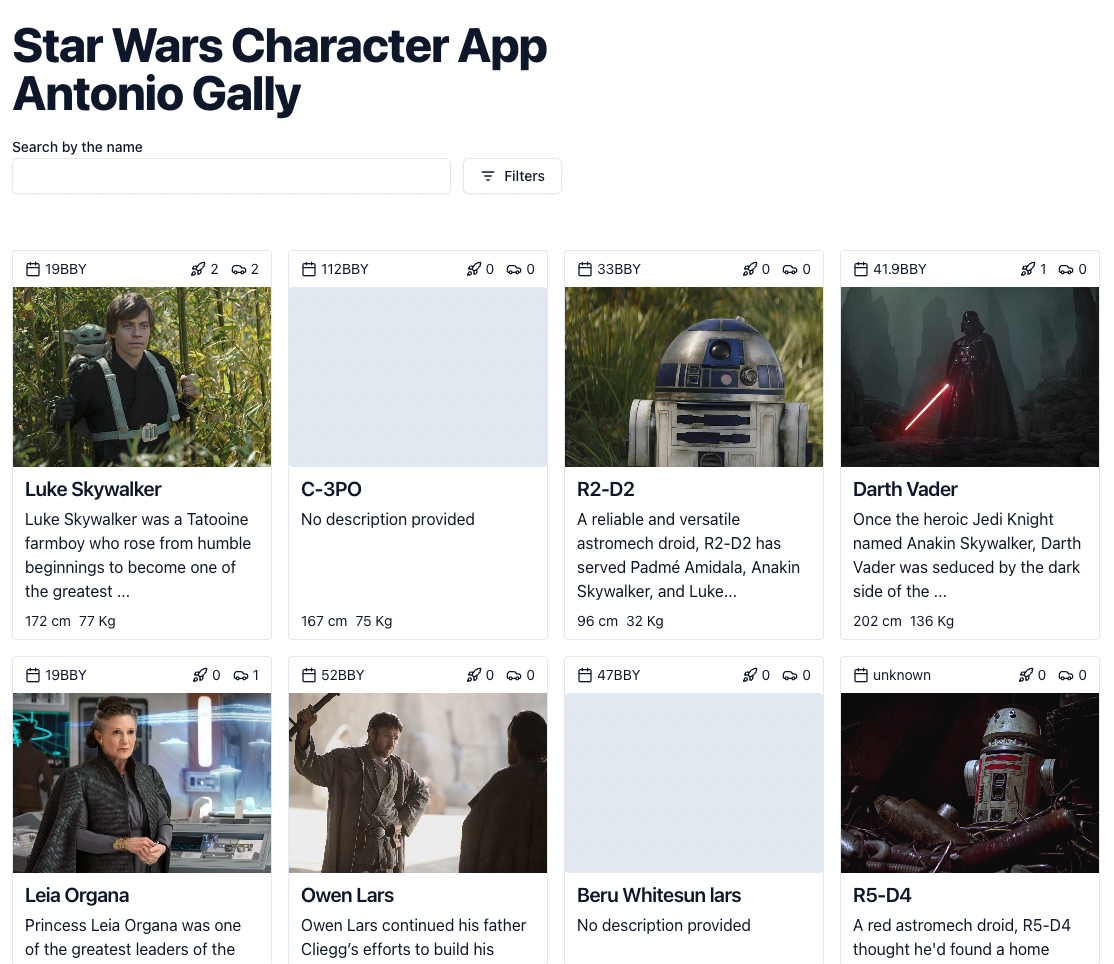 Star Wars Character App
Antonio Gally
Search by the name
Filters
19BBY 2 2
112BBY 0 0
33BBY 0 0
41.9BBY 1 0
Luke Skywalker
Luke Skywalker was a Tatooine
farmboy who rose from humble
beginnings to become one of
the greatest ...
172 cm 77 Kg
C-3PO
No description provided
167 cm 75 Kg
R2-D2
A reliable and versatile
astromech droid, R2-D2 has
served Padmé Amidala, Anakin
Skywalker, and Luke...
96 cm 32 Kg
Darth Vader
Once the heroic Jedi Knight
named Anakin Skywalker, Darth
Vader was seduced by the dark
side of the ...
202 cm 136 Kg
19BBY 0 1
52BBY 0 0
47BBY 0 0
unknown 0 0
Leia Organa
Princess Leia Organa was one
of the greatest leaders of the
Owen Lars
Owen Lars continued his father
Cliegg’s efforts to build his
Beru Whitesun lars
No description provided
R5-D4
A red astromech droid, R5-D4
thought he'd found a home